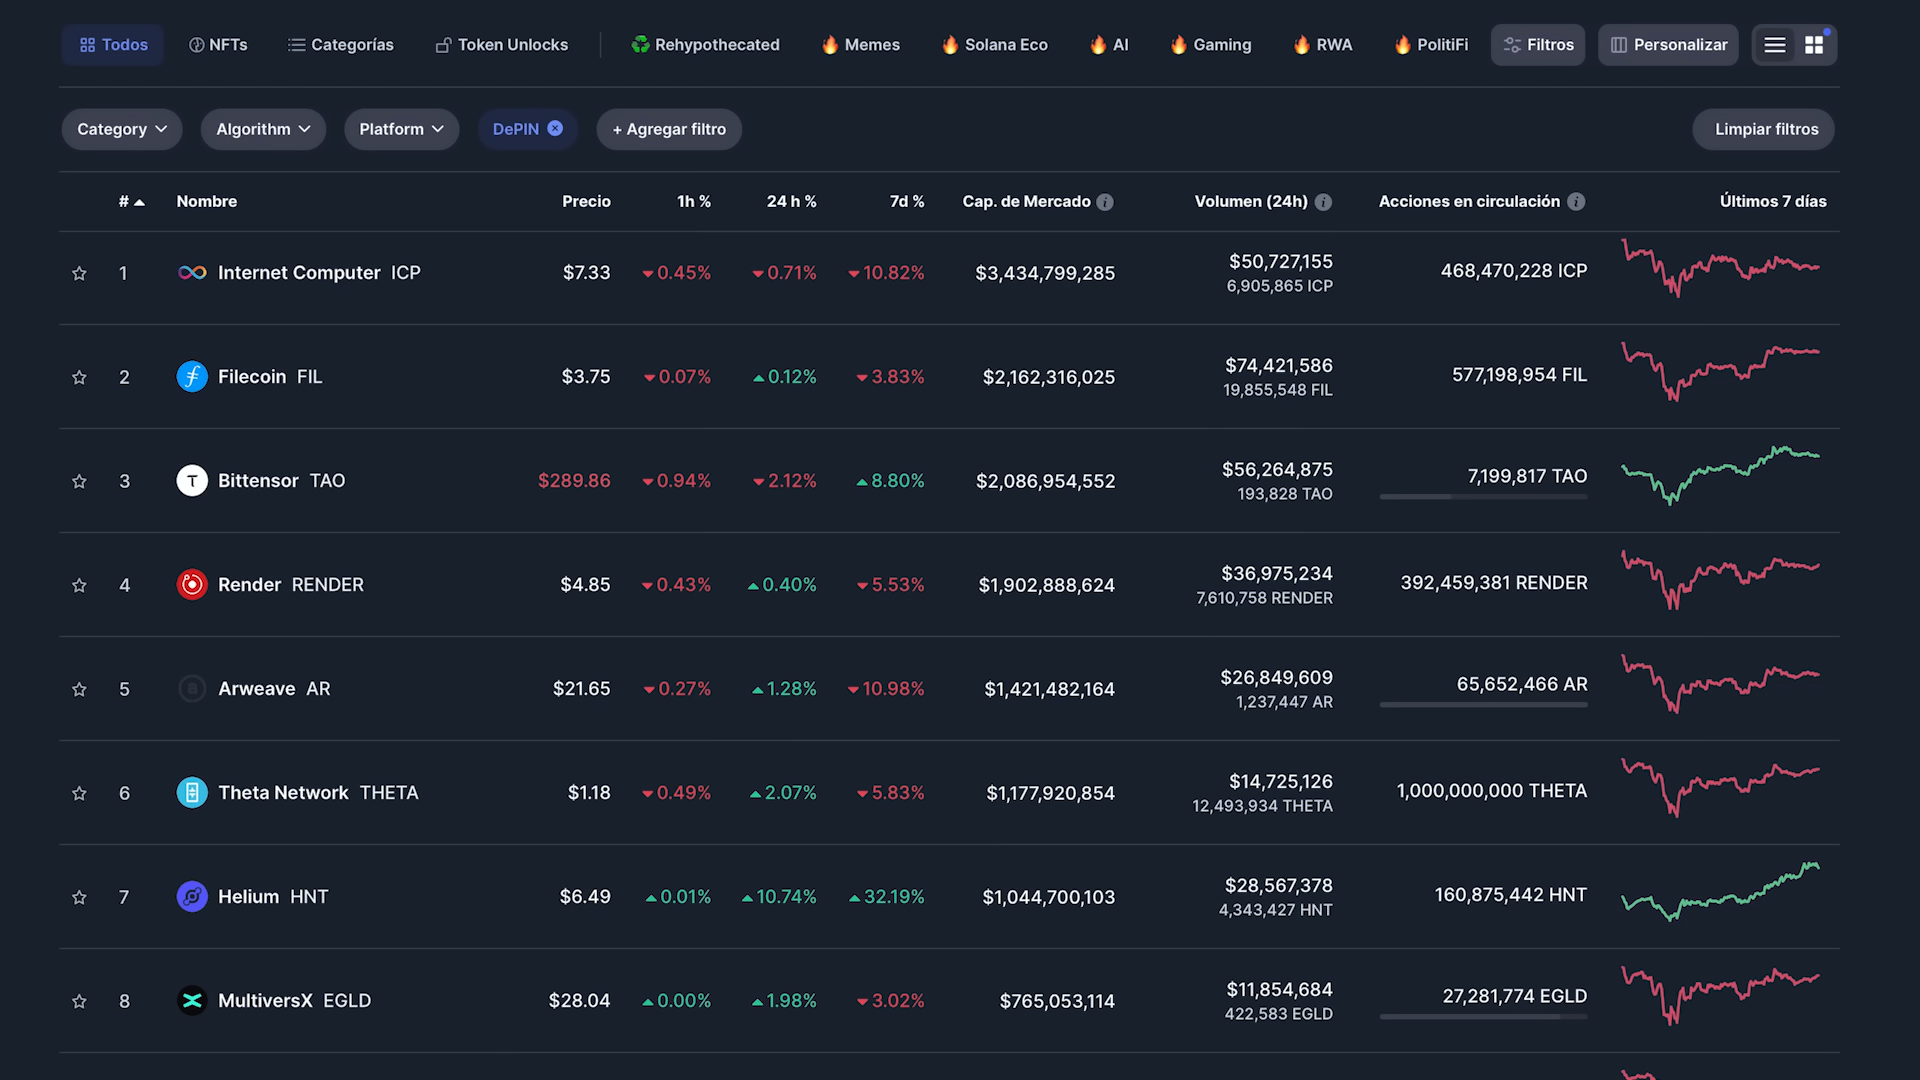 Todos NFTs Categorías Token Unlocks Rehypothecated Memes Solana Eco AI Gaming RWA PolitiFi Filtros Personalizar
Category Algorithm Platform DePIN + Agregar filtro Limpiar filtros
# Nombre Precio 1h % 24 h % 7d % Cap. de Mercado Volumen (24h) Acciones en circulación Últimos 7 días
1 Internet Computer ICP $7.33 0.45% 0.71% 10.82% $3,434,799,285 $50,727,155 468,470,228 ICP
6,905,865 ICP
2 Filecoin FIL $3.75 0.07% 0.12% 3.83% $2,162,316,025 $74,421,586 577,198,954 FIL
19,855,548 FIL
3 Bittensor TAO $289.86 0.94% 2.12% 8.80% $2,086,954,552 $56,264,875 7,199,817 TAO
193,828 TAO
4 Render RENDER $4.85 0.43% 0.40% 5.53% $1,902,888,624 $36,975,234 392,459,381 RENDER
7,610,758 RENDER
5 Arweave AR $21.65 0.27% 1.28% 10.98% $1,421,482,164 $26,849,609 65,652,466 AR
1,237,447 AR
6 Theta Network THETA $1.18 0.49% 2.07% 5.83% $1,177,920,854 $14,725,126 1,000,000,000 THETA
12,493,934 THETA
7 Helium HNT $6.49 0.01% 10.74% 32.19% $1,044,700,103 $28,567,378 160,875,442 HNT
4,343,427 HNT
8 MultiversX EGLD $28.04 0.00% 1.98% 3.02% $765,053,114 $11,854,684 27,281,774 EGLD
422,583 EGLD